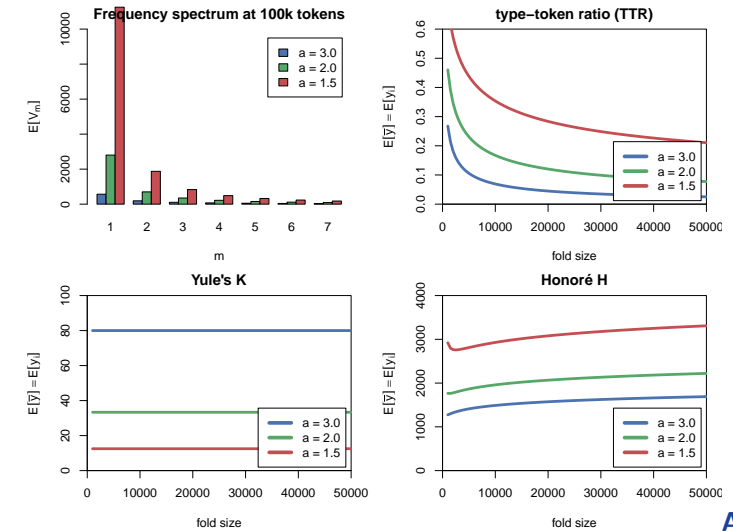 Frequency spectrum at 100k tokens
E[Vm]
0 2000 6000 10000
a = 3.0
a = 2.0
a = 1.5
1 2 3 4 5 6 7
m
type−token ratio (TTR)
E[y̅] = E[yi]
0.0 0.1 0.2 0.3 0.4 0.5 0.6
a = 3.0
a = 2.0
a = 1.5
0 10000 20000 30000 40000 50000
fold size
Yule's K
E[y̅] = E[yi]
0 20 40 60 80 100
a = 3.0
a = 2.0
a = 1.5
0 10000 20000 30000 40000 50000
fold size
Honoré H
E[y̅] = E[yi]
0 1000 2000 3000 4000
a = 3.0
a = 2.0
a = 1.5
0 10000 20000 30000 40000 50000
fold size
A